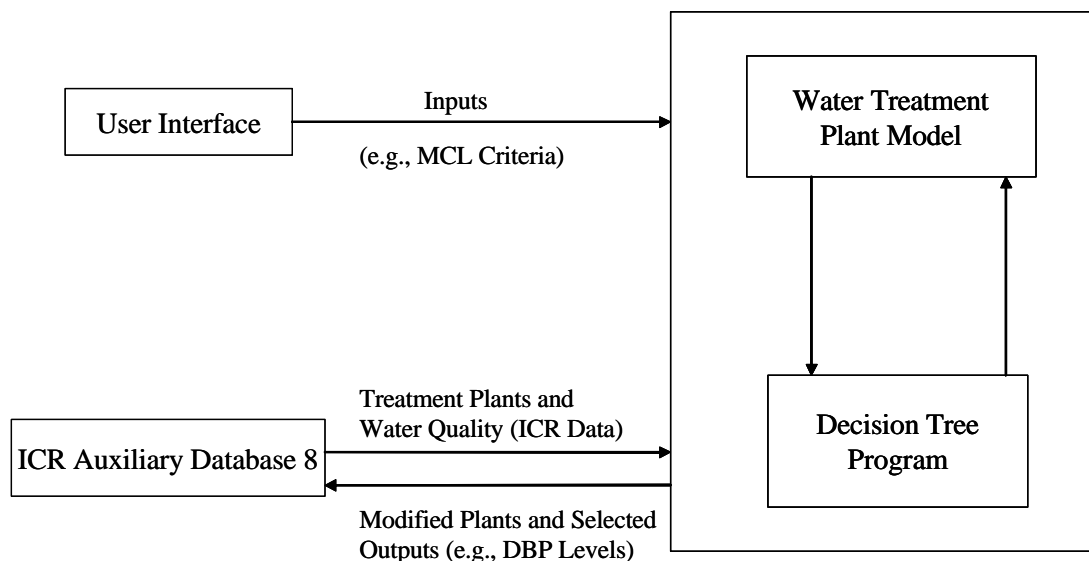 User Interface
Inputs
(e.g., MCL Criteria)
Water Treatment
Plant Model
ICR Auxiliary Database 8
Treatment Plants and
Water Quality (ICR Data)
Modified Plants and Selected
Outputs (e.g., DBP Levels)
Decision Tree
Program